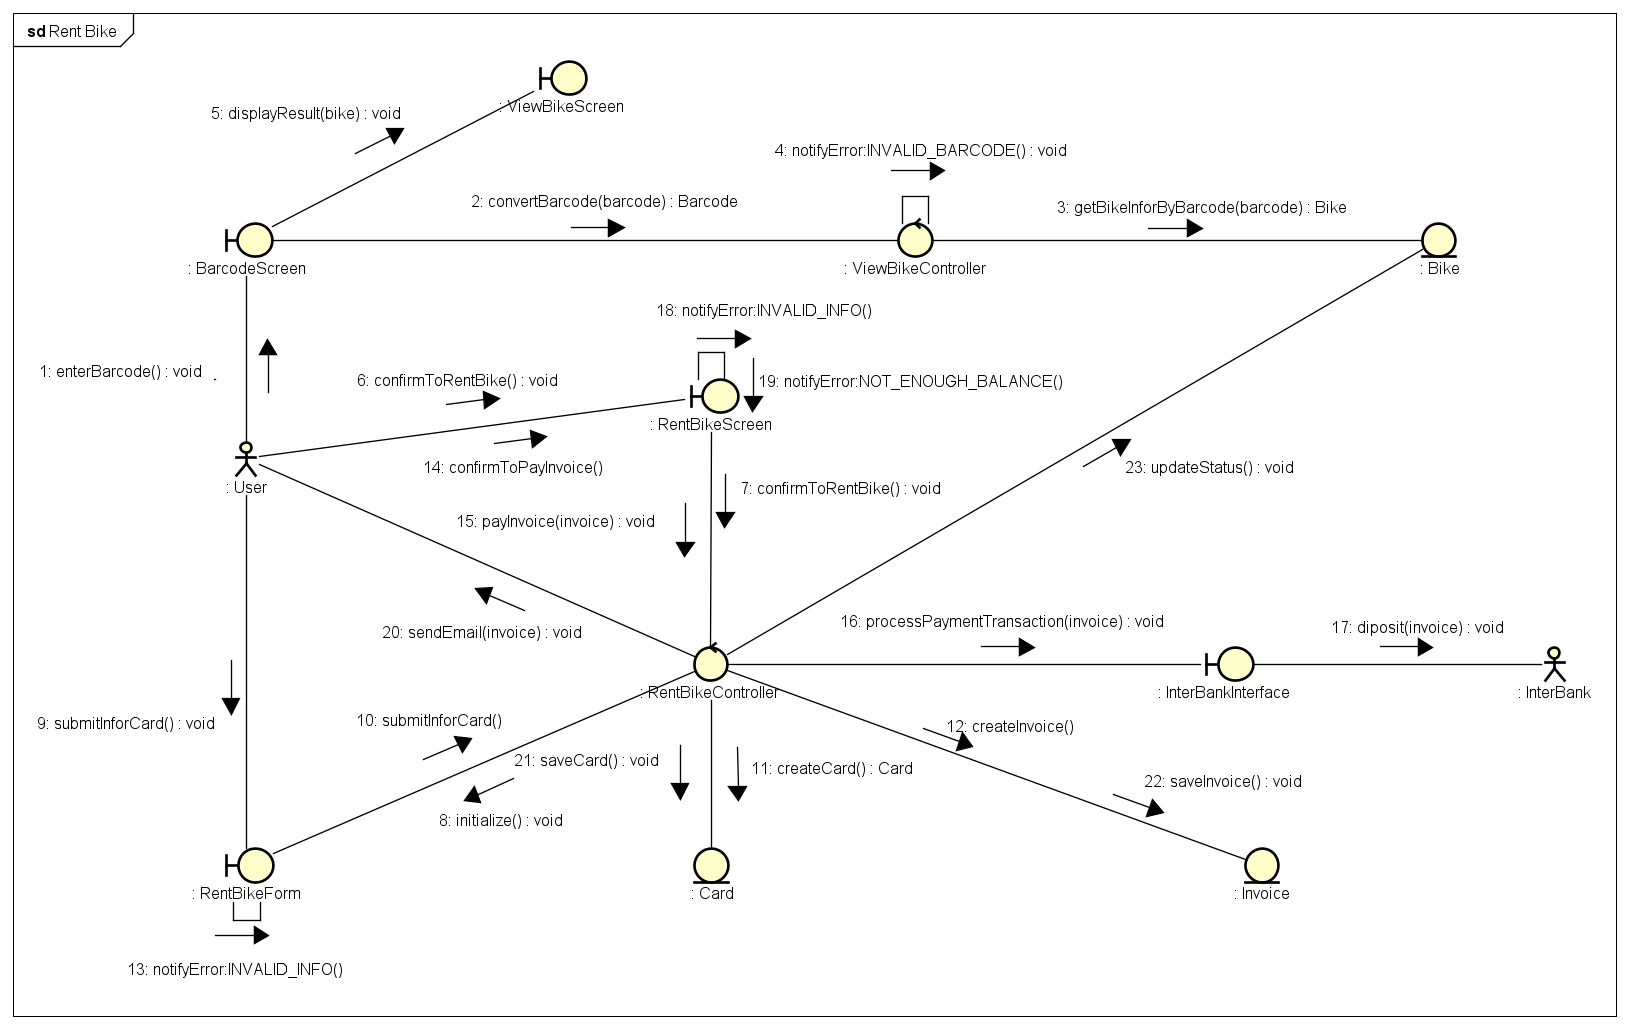 sd Rent Bike
: ViewBikeScreen
5: displayResult(bike) : void
4: notifyError:INVALID_BARCODE() : void
2: convertBarcode(barcode) : Barcode
3: getBikeInforByBarcode(barcode) : Bike
: BarcodeScreen
: ViewBikeController
: Bike
18: notifyError:INVALID_INFO()
1: enterBarcode() : void
6: confirmToRentBike() : void
19: notifyError:NOT_ENOUGH_BALANCE()
: RentBikeScreen
14: confirmToPayInvoice()
23: updateStatus() : void
: User
7: confirmToRentBike() : void
15: payInvoice(invoice) : void
20: sendEmail(invoice) : void
16: processPaymentTransaction(invoice) : void
17: diposit(invoice) : void
: RentBikeController
: InterBankInterface
: InterBank
9: submitInforCard() : void
10: submitInforCard()
12: createInvoice()
21: saveCard() : void
11: createCard() : Card
22: saveInvoice() : void
8: initialize() : void
: RentBikeForm
: Card
: Invoice
13: notifyError:INVALID_INFO()